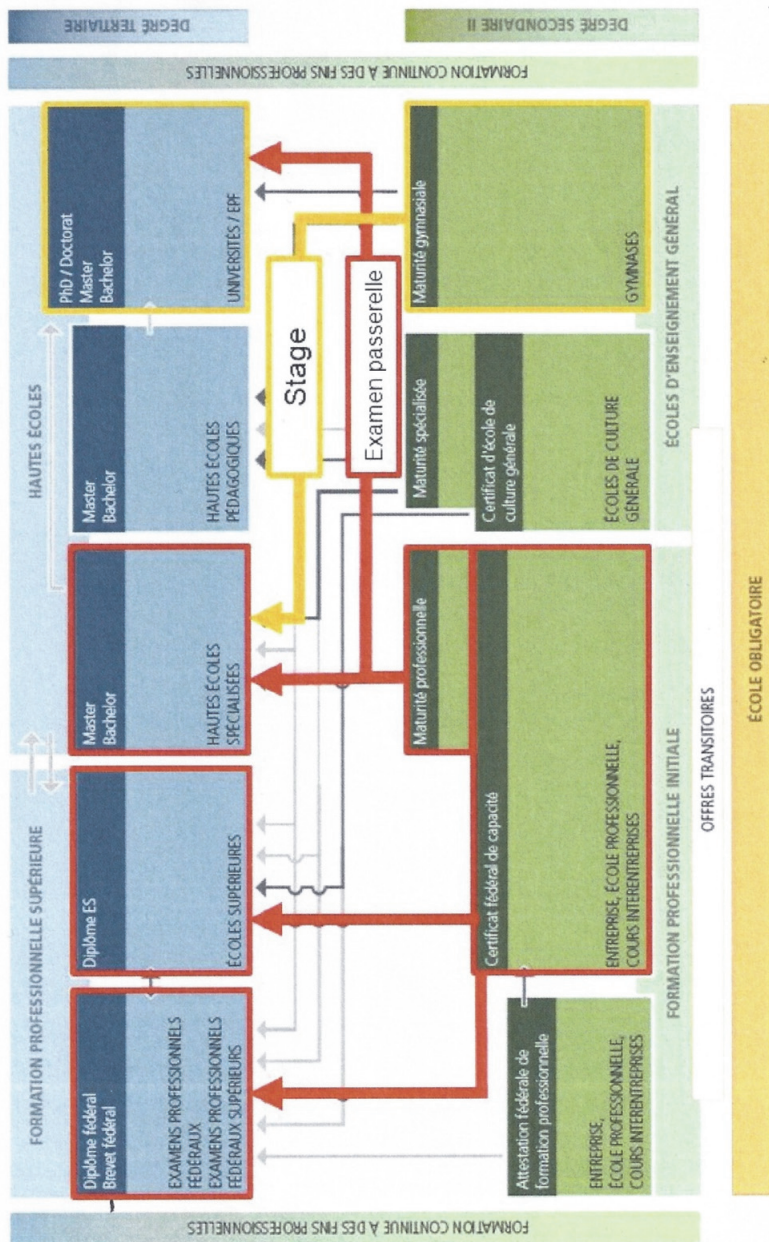 FORMATION PROFESSIONNELLE SUPÉRIEURE
HAUTES ÉCOLES
Diplôme fédéral
Brevet fédéral
EXAMENS PROFESSIONNELS
FÉDÉRAUX
EXAMENS PROFESSIONNELS
FÉDÉRAUX SUPÉRIEURS
Diplôme ES
ÉCOLES SUPÉRIEURES
Master
Bachelor
HAUTES ÉCOLES
SPÉCIALISÉES
Master
Bachelor
HAUTES ÉCOLES
PÉDAGOGIQUES
PhD / Doctorat
Master
Bachelor
UNIVERSITÉS / EPF
Stage
Examen passerelle
Attestation fédérale de
formation professionnelle
ENTREPRISE,
ÉCOLE PROFESSIONNELLE,
COURS INTERENTREPRISES
Certificat fédéral de capacité
ENTREPRISE, ÉCOLE PROFESSIONNELLE,
COURS INTERENTREPRISES
Maturité professionnelle
Maturité spécialisée
Certificat d'école de
culture générale
ÉCOLES DE CULTURE
GÉNÉRALE
Maturité gymnasiale
GYMNASES
FORMATION PROFESSIONNELLE INITIALE
ÉCOLES D'ENSEIGNEMENT GÉNÉRAL
OFFRES TRANSITOIRES
ÉCOLE OBLIGATOIRE
FORMATION CONTINUE À DES FINS PROFESSIONNELLES
FORMATION CONTINUE À DES FINS PROFESSIONNELLES
DEGRÉ TERTIAIRE
DEGRÉ SECONDAIRE II